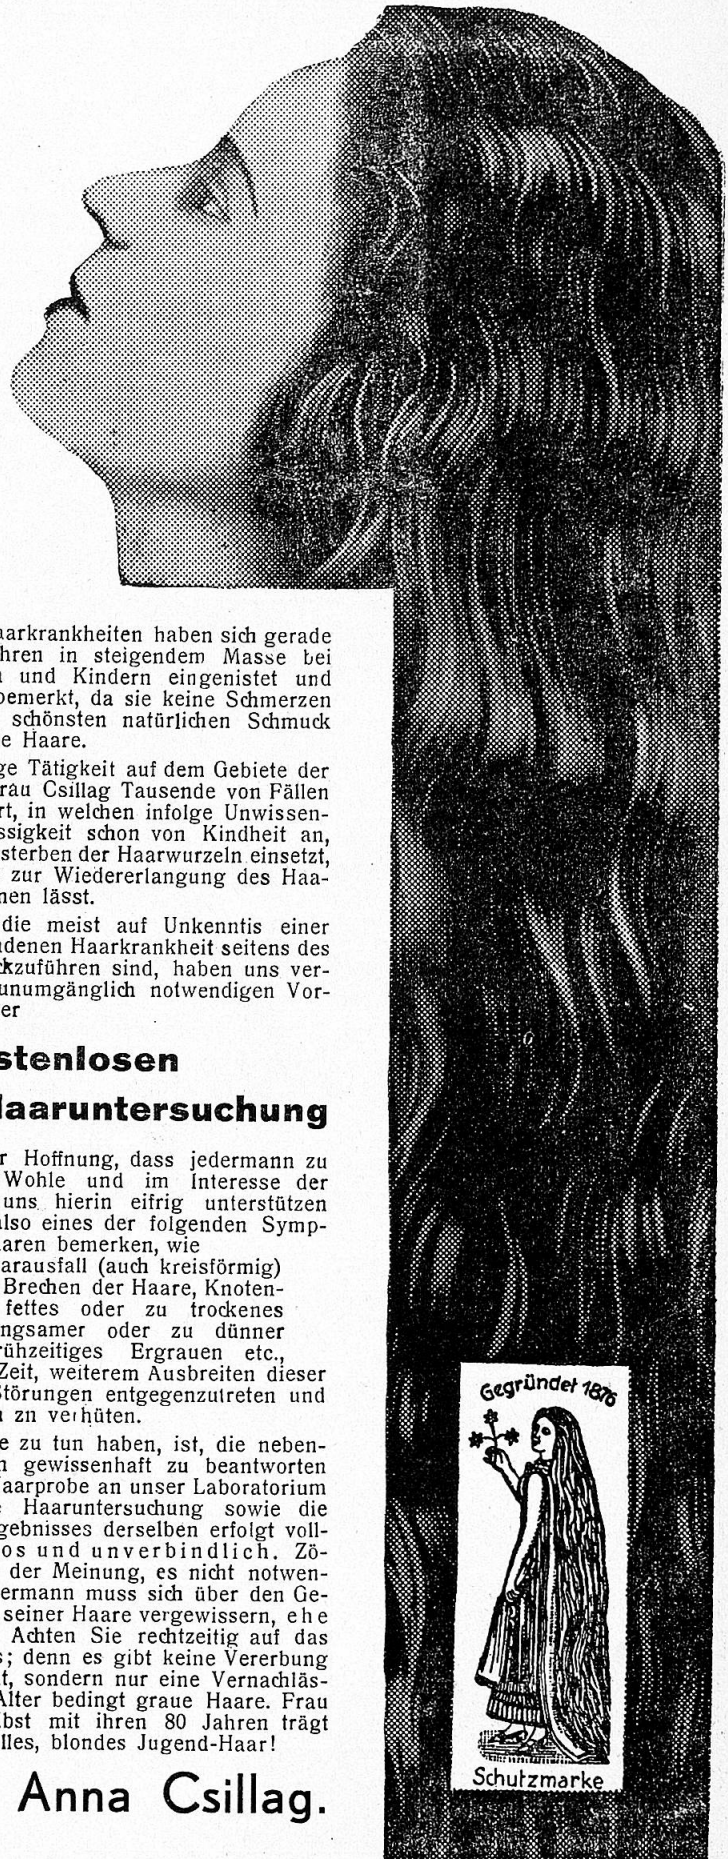 aarkrankheiten haben sich gerade
hren in steigendem Masse bei
und Kindern eingenistet und
bemerkt, da sie keine Schmerzen
schönsten natürlichen Schmuck
e Haare.
ge Tätigkeit auf dem Gebiete der
rau Csillag Tausende von Fällen
rt, in welchen infolge Unwissen-
ssigkeit schon von Kindheit an,
sterben der Haarwurzeln einsetzt,
zur Wiedererlangung des Haa-
nen lässt.
die meist auf Unkenntis einer
ndenen Haarkrankheit seitens des
ckzuführen sind, haben uns ver-
unumgänglich notwendigen Vor-
er
stenlosen
Haaruntersuchung
r Hoffnung, dass jedermann zu
Wohle und im Interesse der
uns hierin eifrig unterstützen
also eines der folgenden Symp-
aaren bemerken, wie
arausfall (auch kreisförmig)
Brechen der Haare, Knoten-
fettes oder zu trockenes
ngsamer oder zu dünner
rühzeitiges Ergrauen etc.,
Zeit, weiterem Ausbreiten dieser
Störungen entgegenzutreten und
zn verhüten.
e zu tun haben, ist, die neben-
n gewissenhaft zu beantworten
Haarprobe an unser Laboratorium
Haaruntersuchung sowie die
gebnisses derselben erfolgt voll-
os und unverbindlich. Zö-
der Meinung, es nicht notwen-
ermann muss sich über den Ge-
seiner Haare vergewissern, ehe
Achten Sie rechtzeitig auf das
s; denn es gibt keine Vererbung
t, sondern nur eine Vernachläs-
Alter bedingt graue Haare. Frau
lbst mit ihren 80 Jahren trägt
lles, blondes Jugend-Haar!
Anna Csillag.
Gegründet 1876
Schutzmarke